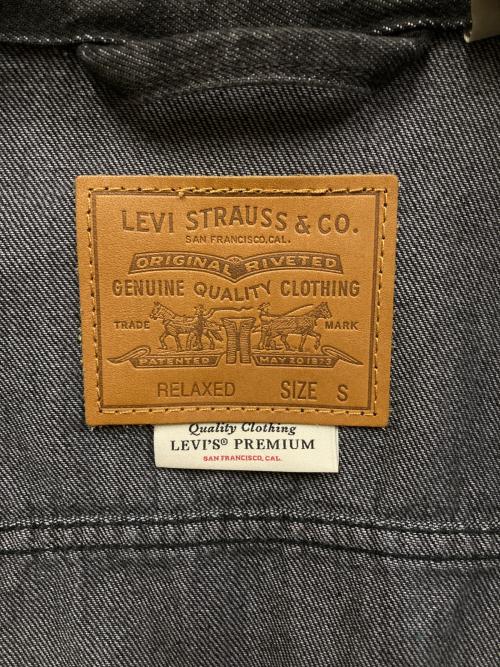 LEVI STRAUSS & CO.
SAN FRANCISCO, CAL.
ORIGINAL RIVETED
GENUINE QUALITY CLOTHING
TRADE MARK
PATENTED MAY 20 1873
RELAXED SIZE S
Quality Clothing
LEVI'S® PREMIUM
SAN FRANCISCO, CAL.